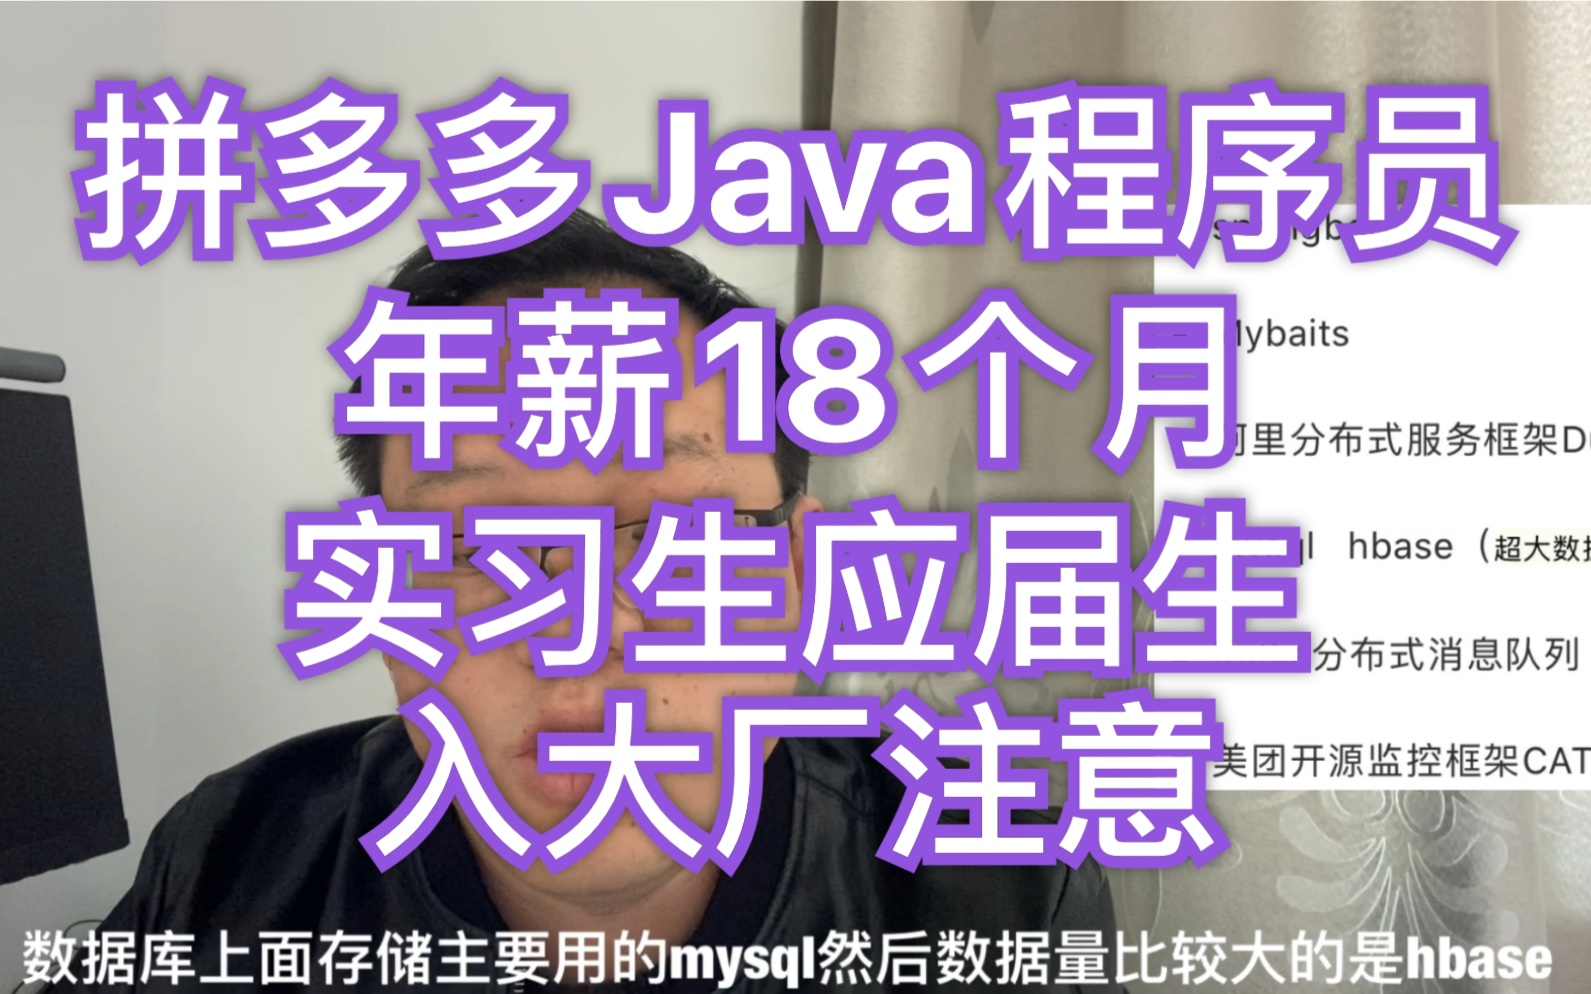 拼多多Java程序员
年薪18个月
实习生应届生
入大厂注意
Mybaits
阿里分布式服务框架
hbase（超大数据
分布式消息队列
美团开源监控框架CAT
数据库上面存储主要用的mysql然后数据量比较大的是hbase